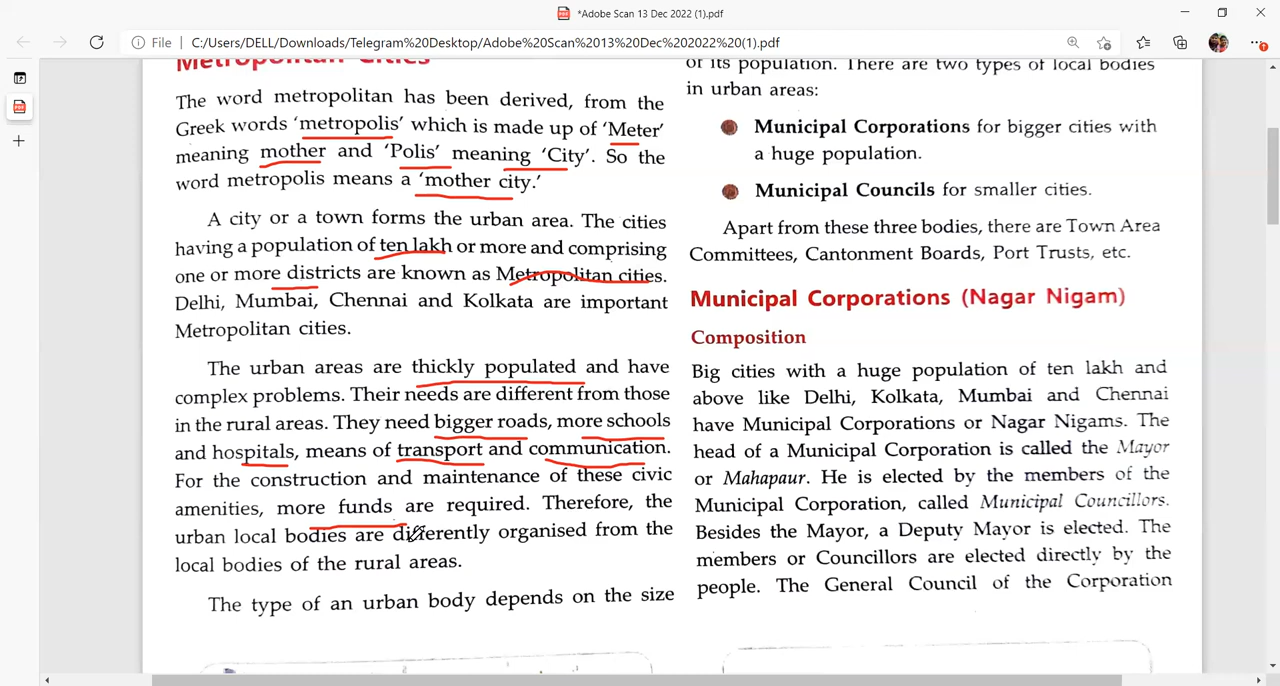 *Adobe Scan 13 Dec 2022 (1).pdf
File
C:/Users/DELL/Downloads/Telegram%20Desktop/Adobe%20Scan%2013%20Dec%202022%20(1).pdf
Metropolitan Cities
The word metropolitan has been derived, from the
Greek words 'metropolis' which is made up of 'Meter'
meaning mother and 'Polis' meaning 'City'. So the
word metropolis means a 'mother city.'
A city or a town forms the urban area. The cities
having a population of ten lakh or more and comprising
one or more districts are known as Metropolitan cities.
Delhi, Mumbai, Chennai and Kolkata are important
Metropolitan cities.
The urban areas are thickly populated and have
complex problems. Their needs are different from those
in the rural areas. They need bigger roads, more schools
and hospitals, means of transport and communication.
For the construction and maintenance of these civic
amenities, more funds are required. Therefore, the
urban local bodies are differently organised from the
local bodies of the rural areas.
The type of an urban body depends on the size
of its population. There are two types of local bodies
in urban areas:
Municipal Corporations for bigger cities with
a huge population.
Municipal Councils for smaller cities.
Apart from these three bodies, there are Town Area
Committees, Cantonment Boards, Port Trusts, etc.
Municipal Corporations (Nagar Nigam)
Composition
Big cities with a huge population of ten lakh and
above like Delhi, Kolkata, Mumbai and Chennai
have Municipal Corporations or Nagar Nigams. The
head of a Municipal Corporation is called the Mayor
or Mahapaur. He is elected by the members of the
Municipal Corporation, called Municipal Councillors.
Besides the Mayor, a Deputy Mayor is elected. The
members or Councillors are elected directly by the
people. The General Council of the Corporation